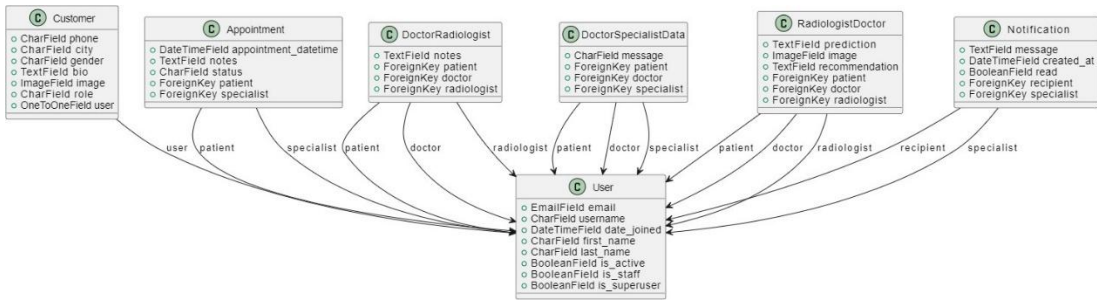 C Customer
CharField phone
CharField city
CharField gender
TextField bio
ImageField image
CharField role
OneToOneField user
C Appointment
DateTimeField appointment_datetime
TextField notes
CharField status
ForeignKey patient
ForeignKey specialist
C DoctorRadiologist
TextField notes
ForeignKey patient
ForeignKey doctor
ForeignKey radiologist
C DoctorSpecialistData
CharField message
ForeignKey patient
ForeignKey doctor
ForeignKey specialist
C RadiologistDoctor
TextField prediction
ImageField image
TextField recommendation
ForeignKey patient
ForeignKey doctor
ForeignKey radiologist
C Notification
TextField message
DateTimeField created_at
BooleanField read
ForeignKey recipient
ForeignKey specialist
user patient specialist patient doctor radiologist patient doctor specialist patient doctor radiologist recipient specialist
C User
EmailField email
CharField username
DateTimeField date_joined
CharField first_name
CharField last_name
BooleanField is_active
BooleanField is_staff
BooleanField is_superuser